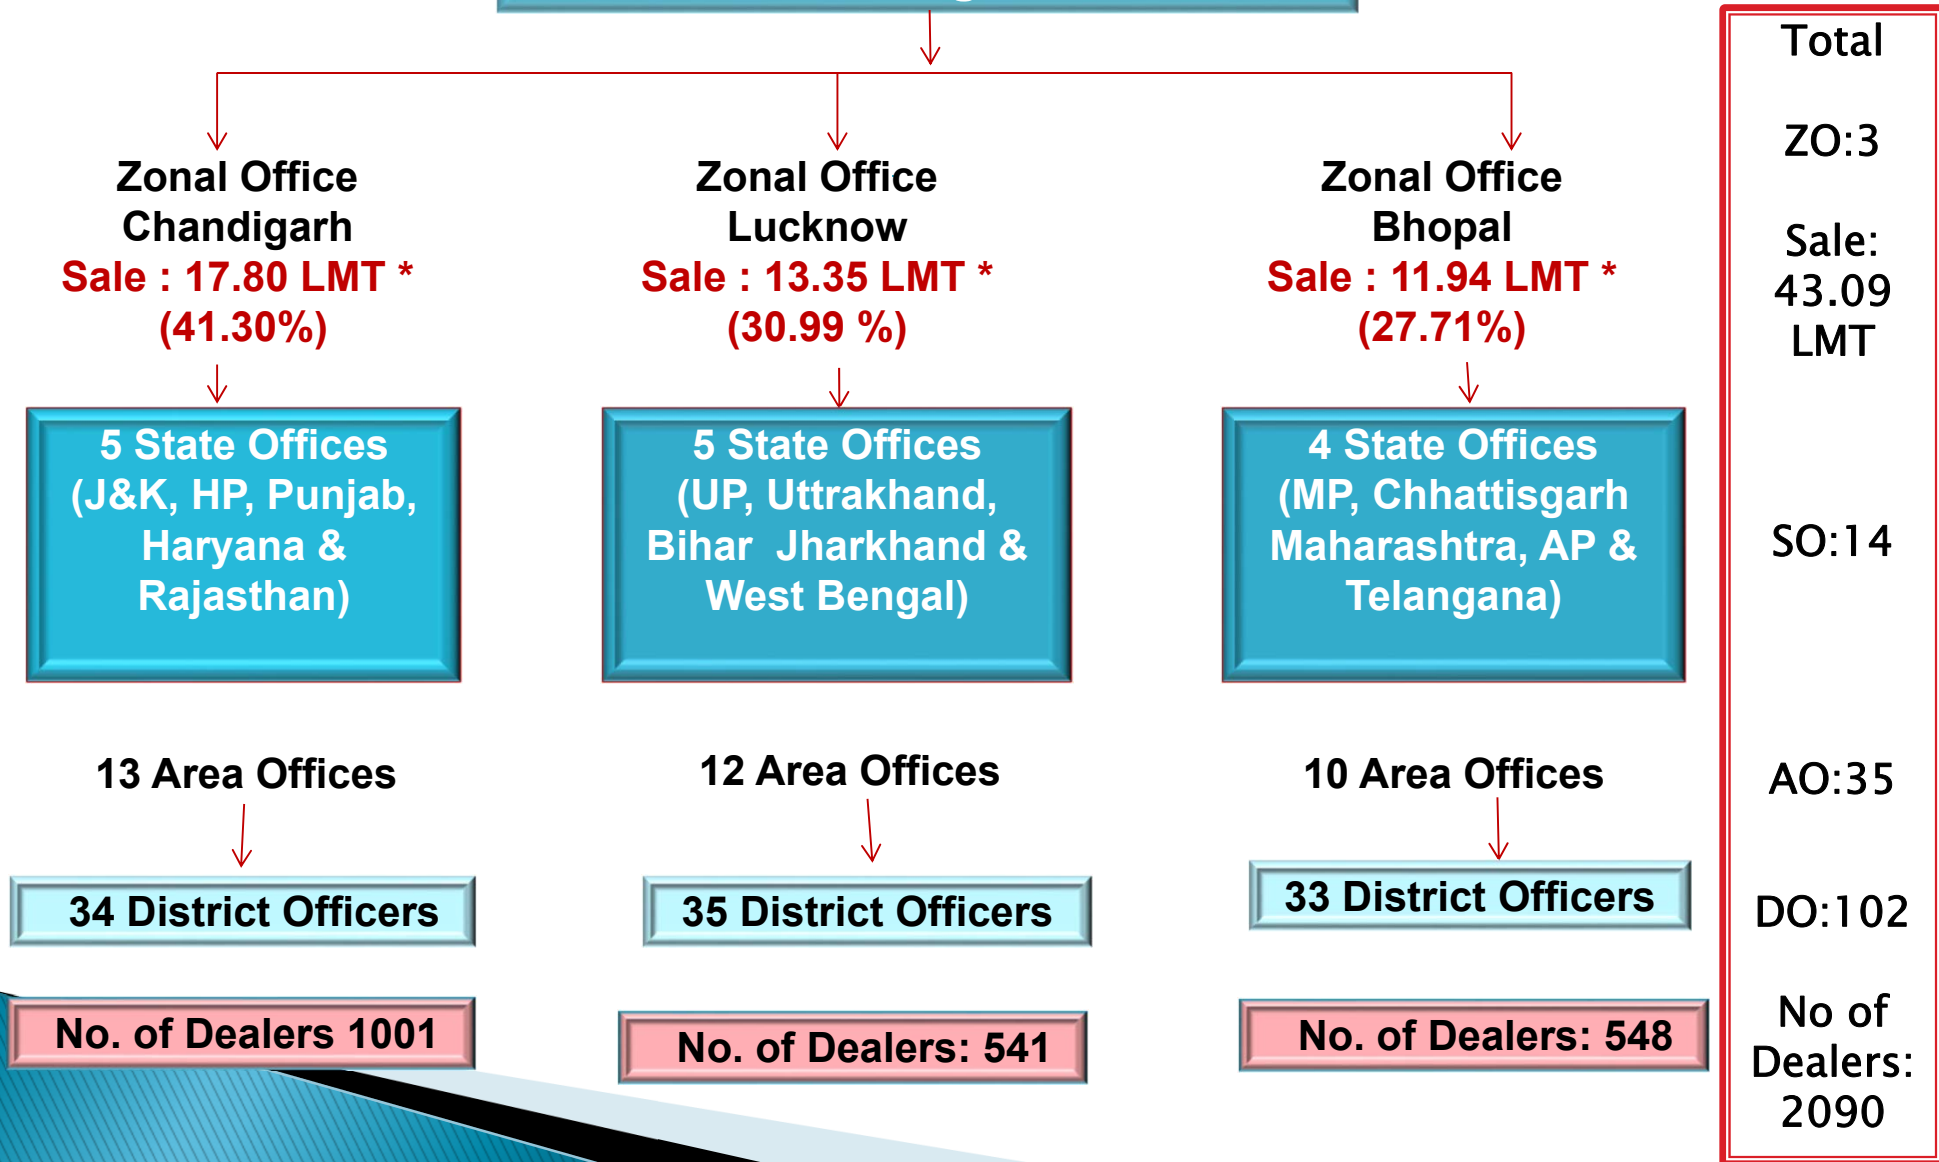 Zonal Office
Chandigarh
Sale : 17.80 LMT *
(41.30%)
Zonal Office
Lucknow
Sale : 13.35 LMT *
(30.99 %)
Zonal Office
Bhopal
Sale : 11.94 LMT *
(27.71%)
5 State Offices
(J&K, HP, Punjab,
Haryana &
Rajasthan)
5 State Offices
(UP, Uttrakhand,
Bihar  Jharkhand &
West Bengal)
4 State Offices
(MP, Chhattisgarh
Maharashtra, AP &
Telangana)
13 Area Offices
12 Area Offices
10 Area Offices
34 District Officers
35 District Officers
33 District Officers
No. of Dealers 1001
No. of Dealers: 541
No. of Dealers: 548
Total
ZO:3
Sale:
43.09
LMT
SO:14
AO:35
DO:102
No of
Dealers:
2090